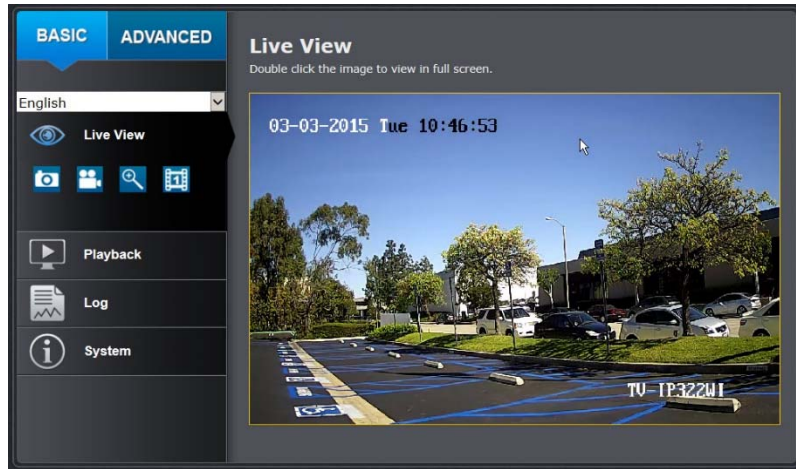 BASIC ADVANCED
English
Live View
Playback
Log
System
Live View
Double click the image to view in full screen.
03-03-2015 Tue 10:46:53
TV-IP322WI
1